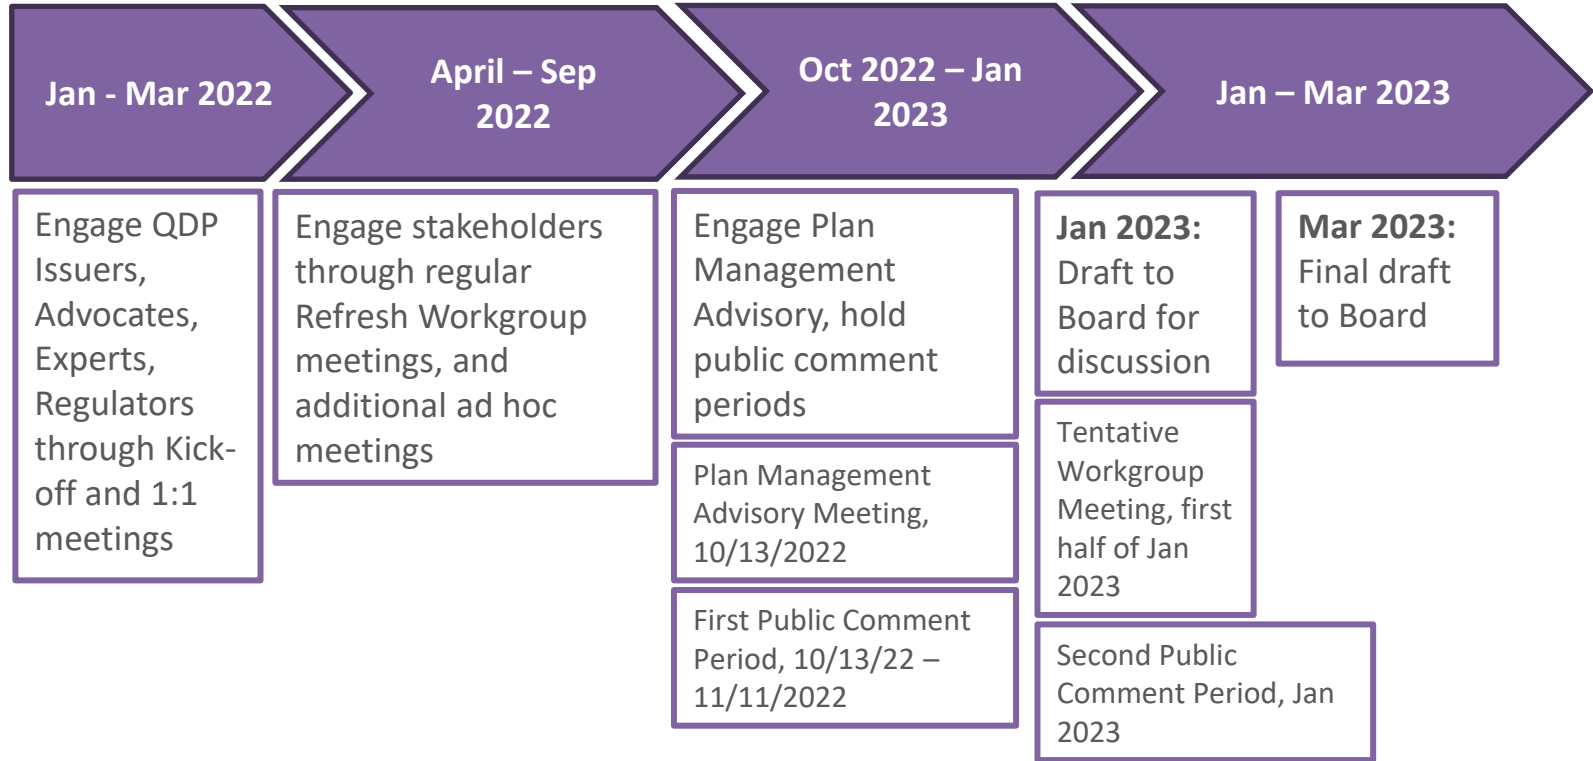 Jan - Mar 2022
April – Sep
2022
Oct 2022 – Jan
2023
Jan – Mar 2023
Engage QDP
Issuers,
Advocates,
Experts,
Regulators
through Kick-
off and 1:1
meetings
Engage stakeholders
through regular
Refresh Workgroup
meetings, and
additional ad hoc
meetings
Engage Plan
Management
Advisory, hold
public comment
periods
Plan Management
Advisory Meeting,
10/13/2022
First Public Comment
Period, 10/13/22 –
11/11/2022
Jan 2023:
Draft to
Board for
discussion
Tentative
Workgroup
Meeting, first
half of Jan
2023
Second Public
Comment Period, Jan
2023
Mar 2023:
Final draft
to Board